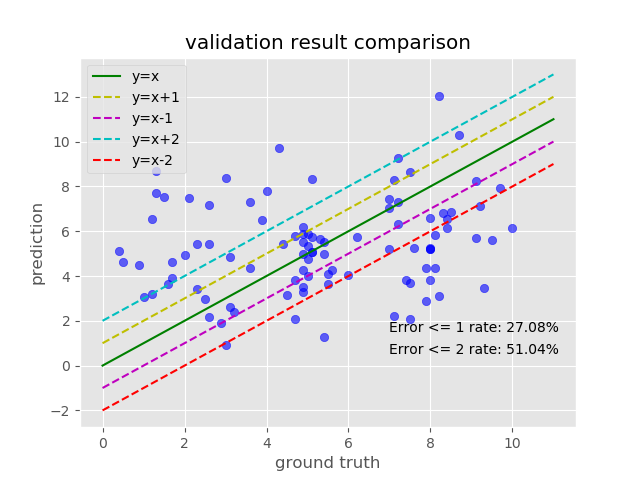 validation result comparison
y=x
y=x+1
y=x-1
y=x+2
y=x-2
12
10
8
6
4
2
0
−2
prediction
Error <= 1 rate: 27.08%
Error <= 2 rate: 51.04%
0 2 4 6 8 10
ground truth